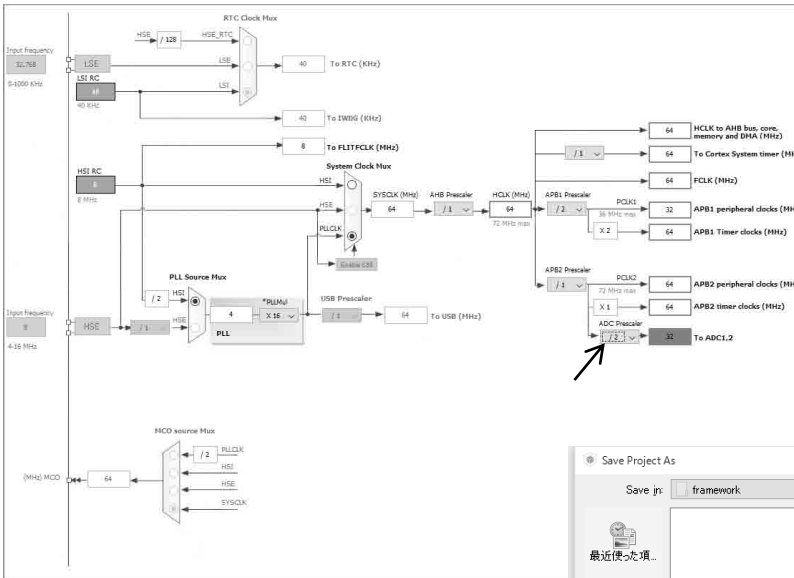 RTC Clock Mux
HSE
/ 128
HSE_RTC
Input frequency
32.768
0-1000 KHz
LSE
LSE
40
To RTC (KHz)
LSI RC
40
40 KHz
LSI
40
To IWDG (KHz)
8
To FLITFCLK (MHz)
HSI RC
8
8 MHz
System Clock Mux
HSI
HSE
PLLCLK
Enable CSS
SYSCLK (MHz)
64
AHB Prescaler
/ 1
HCLK (MHz)
64
72 MHz max
64
HCLK to AHB bus, core,
memory and DMA (MHz)
/ 1
64
To Cortex System timer (MH
64
FCLK (MHz)
APB1 Prescaler
/ 2
PCLK1
36 MHz max
32
APB1 peripheral clocks (MH
X 2
64
APB1 Timer clocks (MHz)
APB2 Prescaler
/ 1
PCLK2
72 MHz max
64
APB2 peripheral clocks (MH
X 1
64
APB2 timer clocks (MHz)
ADC Prescaler
/ 2
32
To ADC1,2
PLL Source Mux
HSI
/ 2
HSE
/ 1
Input frequency
8
4-16 MHz
HSE
4
*PLLMul
X 16
PLL
USB Prescaler
/ 1
64
To USB (MHz)
MCO source Mux
/ 2
PLLCLK
HSI
HSE
SYSCLK
(MHz) MCO
64
Save Project As
Save in:
framework
最近使った項...